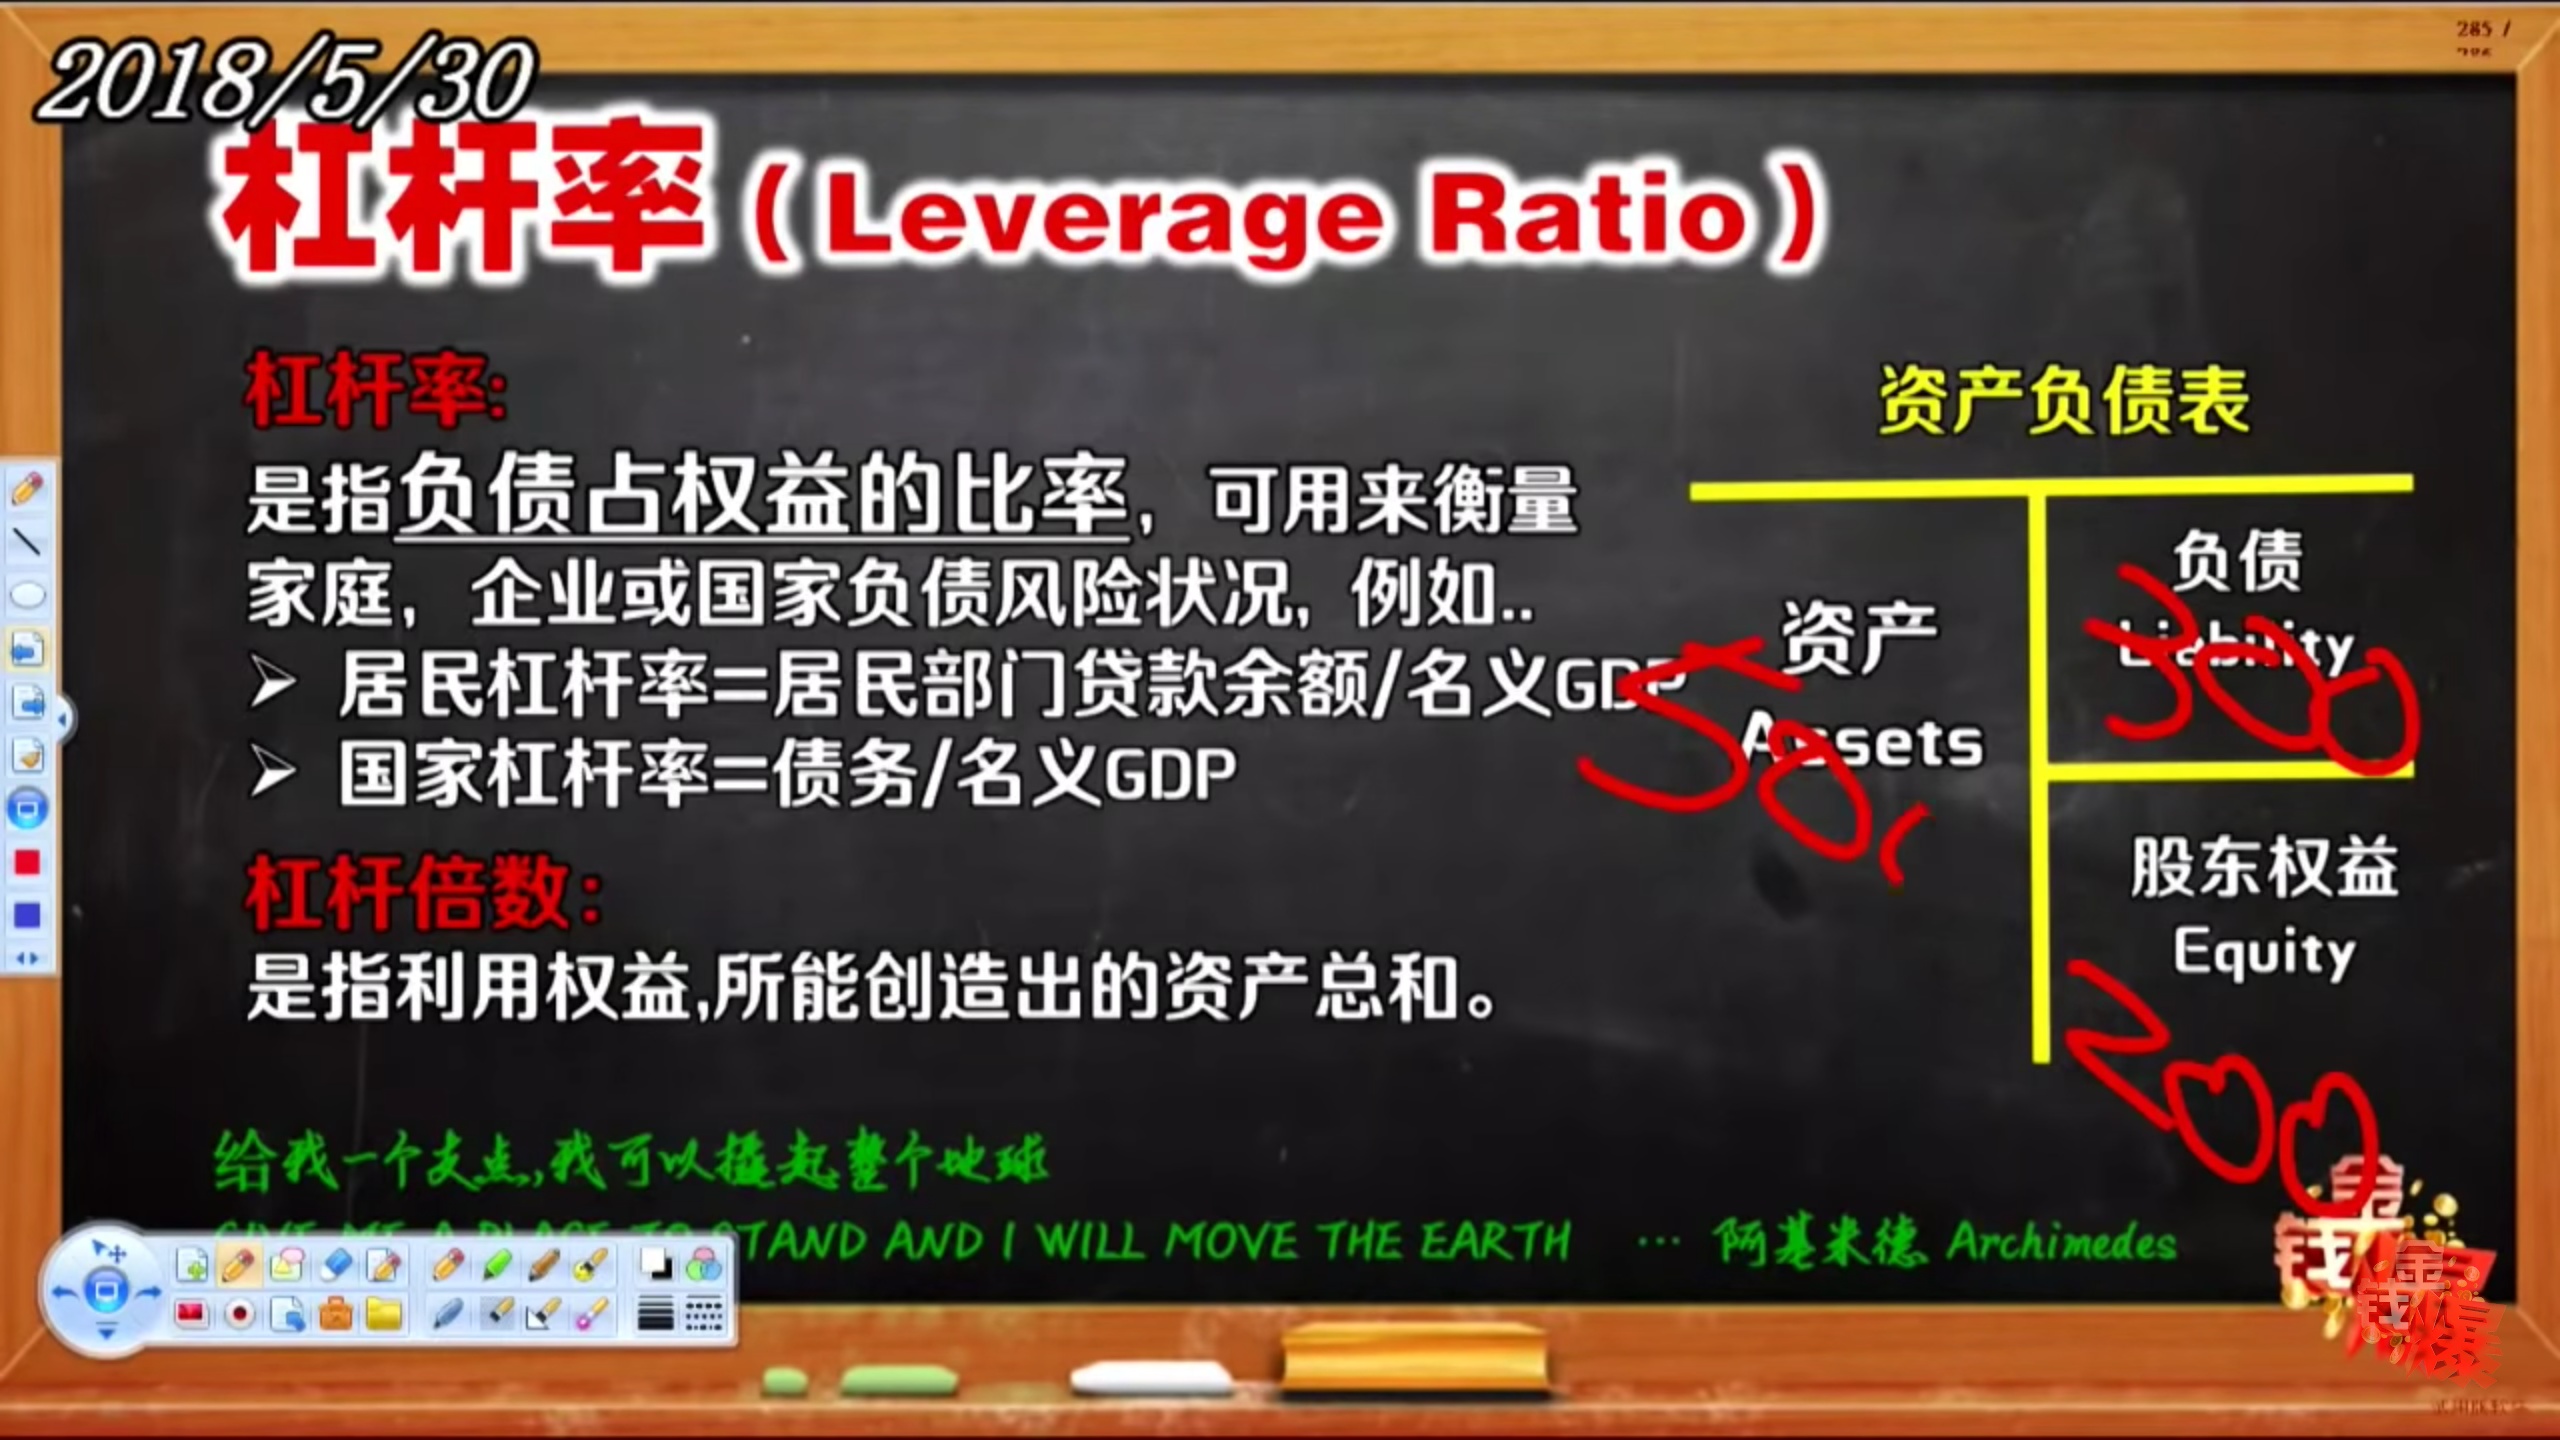 285 /
286
2018/5/30
杠杆率（Leverage Ratio）
杠杆率:
是指负债占权益的比率，可用来衡量
家庭，企业或国家负债风险状况，例如..
➢ 居民杠杆率=居民部门贷款余额/名义GDP
➢ 国家杠杆率=债务/名义GDP
杠杆倍数:
是指利用权益,所能创造出的资产总和。
资产负债表
资产
Assets
500
负债
Liability
300
股东权益
Equity
200
给我一个支点,我可以撬起整个地球
STAND AND I WILL MOVE THE EARTH … 阿基米德 Archimedes
金钱爆